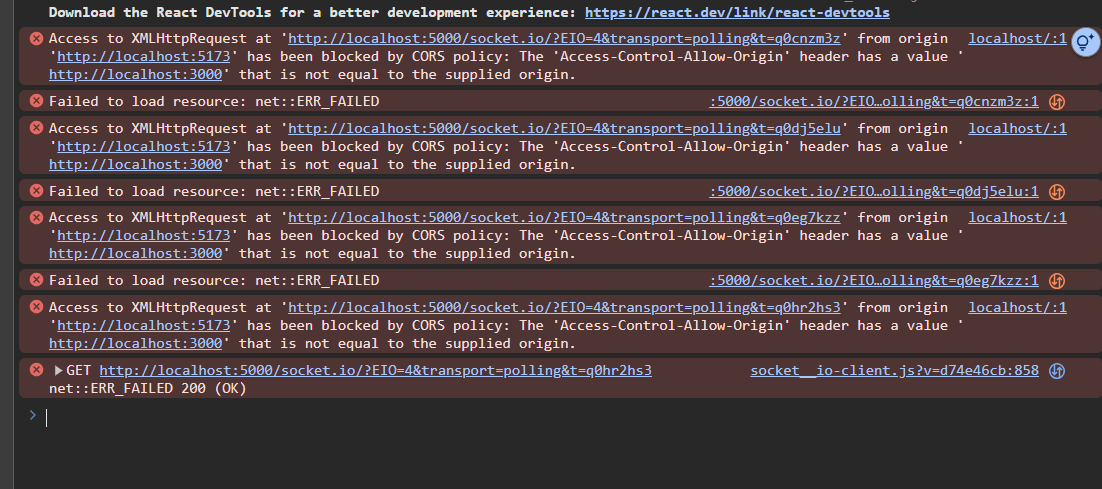 Download the React DevTools for a better development experience: https://react.dev/link/react-devtools
Access to XMLHttpRequest at 'http://localhost:5000/socket.io/?EIO=4&transport=polling&t=q0cnzm3z' from origin localhost/:1
'http://localhost:5173' has been blocked by CORS policy: The 'Access-Control-Allow-Origin' header has a value '
http://localhost:3000' that is not equal to the supplied origin.
Failed to load resource: net::ERR_FAILED :5000/socket.io/?EIO…olling&t=q0cnzm3z:1
Access to XMLHttpRequest at 'http://localhost:5000/socket.io/?EIO=4&transport=polling&t=q0dj5elu' from origin localhost/:1
'http://localhost:5173' has been blocked by CORS policy: The 'Access-Control-Allow-Origin' header has a value '
http://localhost:3000' that is not equal to the supplied origin.
Failed to load resource: net::ERR_FAILED :5000/socket.io/?EIO…olling&t=q0dj5elu:1
Access to XMLHttpRequest at 'http://localhost:5000/socket.io/?EIO=4&transport=polling&t=q0eg7kzz' from origin localhost/:1
'http://localhost:5173' has been blocked by CORS policy: The 'Access-Control-Allow-Origin' header has a value '
http://localhost:3000' that is not equal to the supplied origin.
Failed to load resource: net::ERR_FAILED :5000/socket.io/?EIO…olling&t=q0eg7kzz:1
Access to XMLHttpRequest at 'http://localhost:5000/socket.io/?EIO=4&transport=polling&t=q0hr2hs3' from origin localhost/:1
'http://localhost:5173' has been blocked by CORS policy: The 'Access-Control-Allow-Origin' header has a value '
http://localhost:3000' that is not equal to the supplied origin.
GET http://localhost:5000/socket.io/?EIO=4&transport=polling&t=q0hr2hs3 socket__io-client.js?v=d74e46cb:858
net::ERR_FAILED 200 (OK)